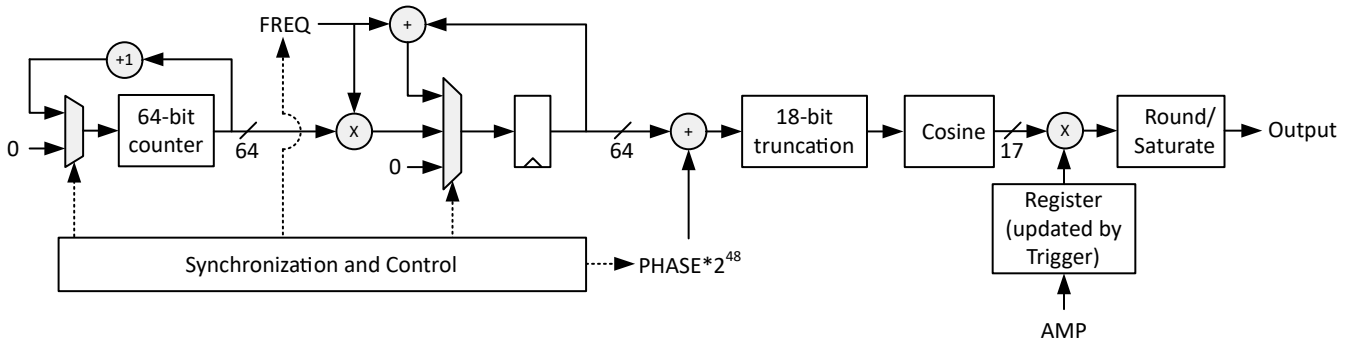 FREQ
+
+1
64-bit
counter
0
64
X
0
64
+
18-bit
truncation
Cosine
17
X
Round/
Saturate
Output
Register
(updated by
Trigger)
AMP
Synchronization and Control
PHASE*2^48